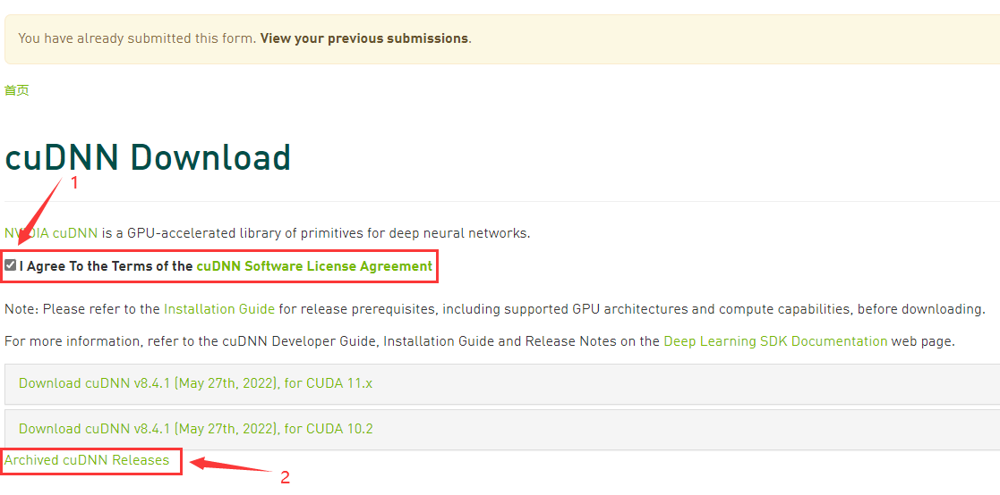 You have already submitted this form. View your previous submissions.
首页
cuDNN Download
1
NVIDIA cuDNN is a GPU-accelerated library of primitives for deep neural networks.
I Agree To the Terms of the cuDNN Software License Agreement
Note: Please refer to the Installation Guide for release prerequisites, including supported GPU architectures and compute capabilities, before downloading.
For more information, refer to the cuDNN Developer Guide, Installation Guide and Release Notes on the Deep Learning SDK Documentation web page.
Download cuDNN v8.4.1 (May 27th, 2022), for CUDA 11.x
Download cuDNN v8.4.1 (May 27th, 2022), for CUDA 10.2
Archived cuDNN Releases
2